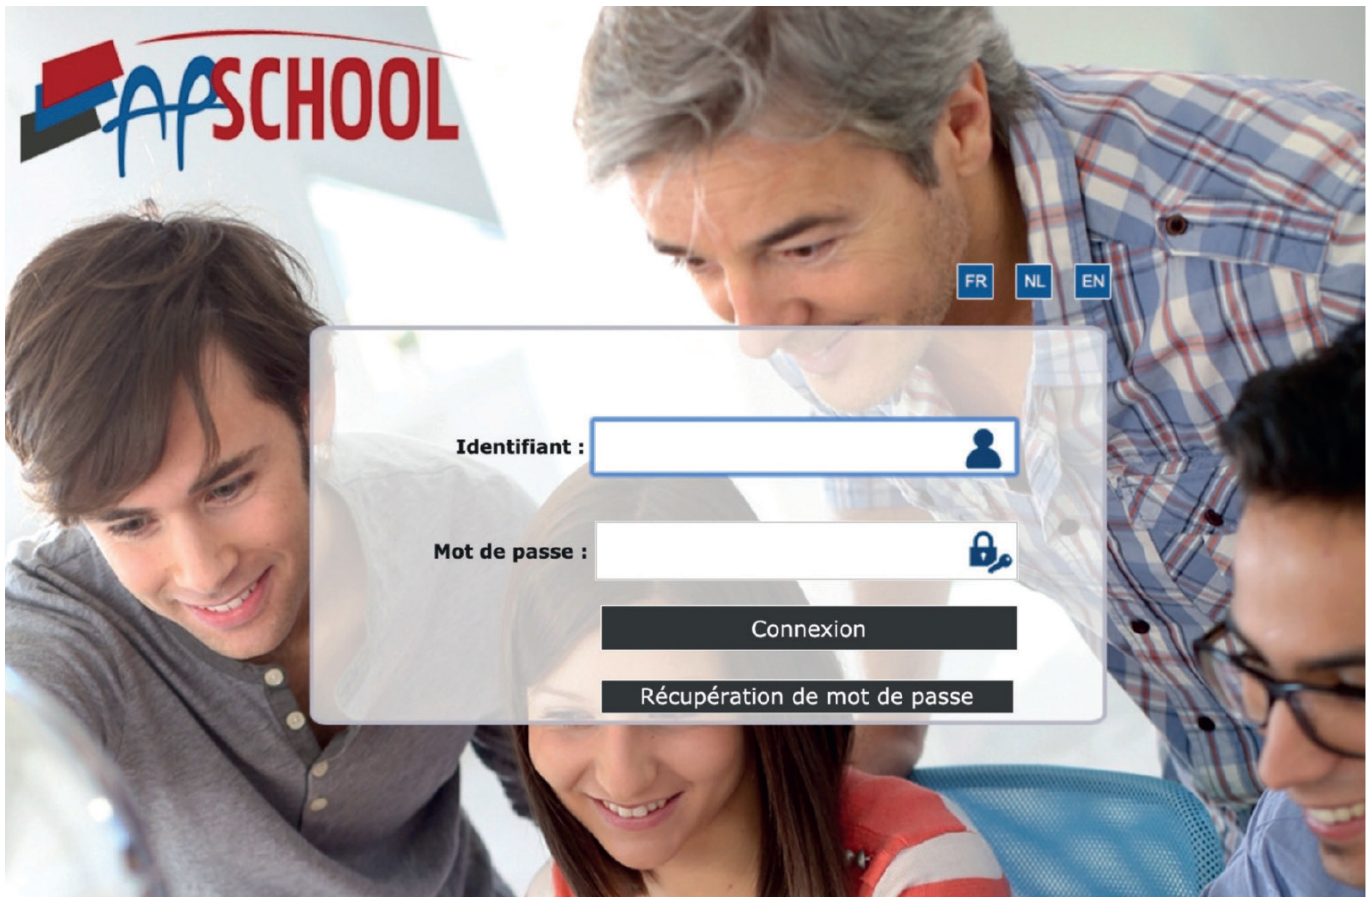 APSCHOOL
FR NL EN
Identifiant :
Mot de passe :
Connexion
Récupération de mot de passe